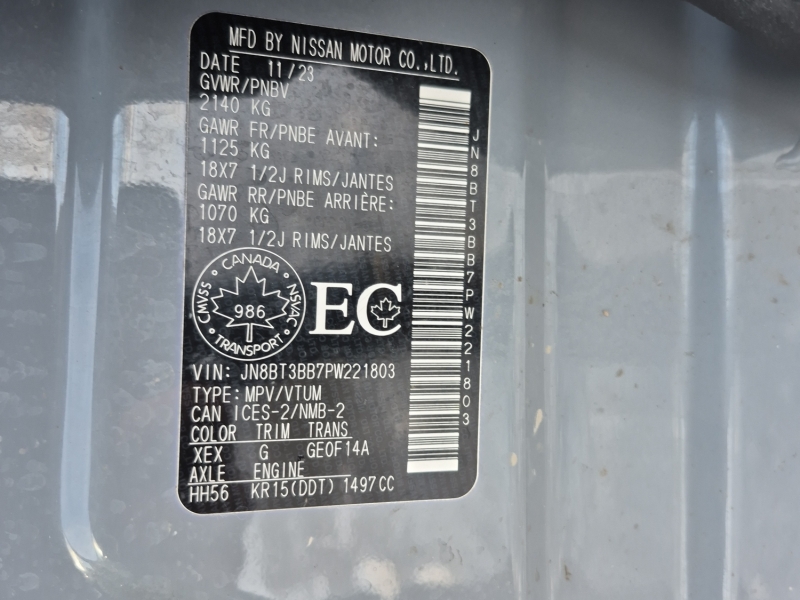 MFD BY NISSAN MOTOR CO.,LTD.
DATE 11/23
GVWR/PNBV
2140 KG
GAWR FR/PNBE AVANT:
1125 KG
18X7 1/2J RIMS/JANTES
GAWR RR/PNBE ARRIÈRE:
1070 KG
18X7 1/2J RIMS/JANTES
CANADA
CMVSS
NSVAC
986
TRANSPORT
EC
VIN: JN8BT3BB7PW221803
TYPE: MPV/VTUM
CAN ICES-2/NMB-2
COLOR TRIM TRANS
XEX G GE0F14A
AXLE ENGINE
HH56 KR15(DDT) 1497CC
JN8BT3BB7PW221803